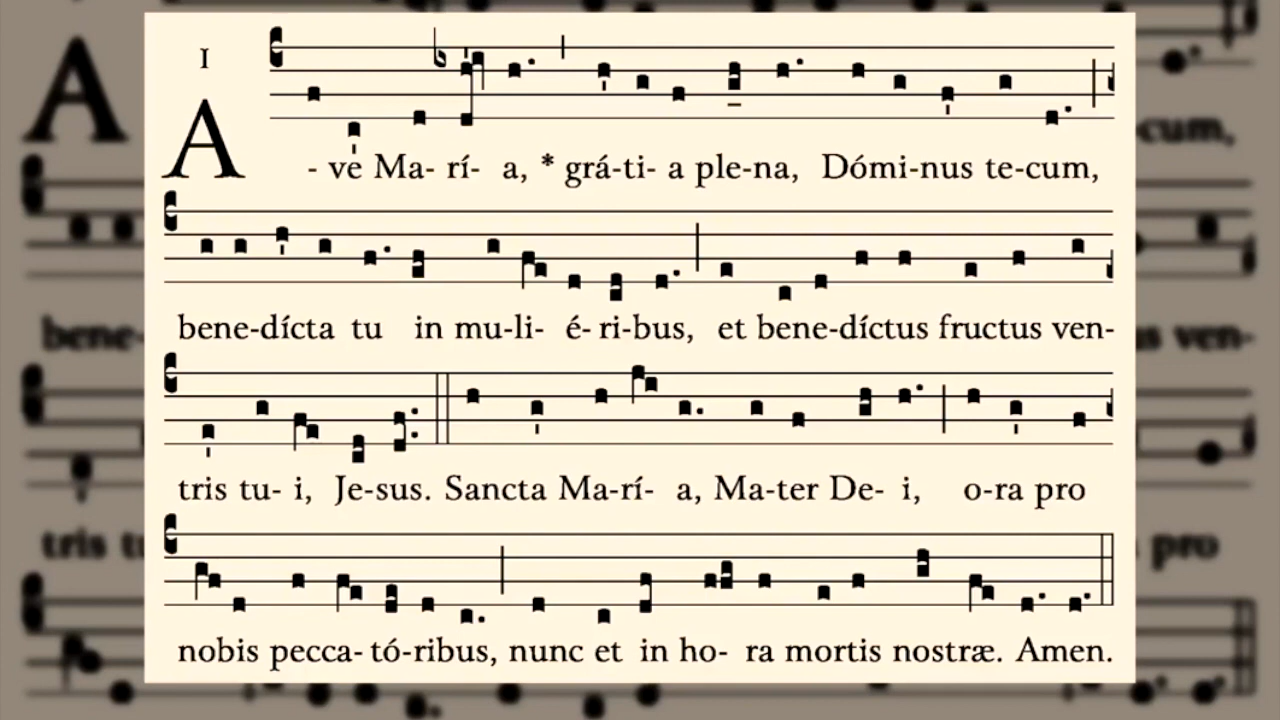 I
A - ve Ma- rí- a, * grá-ti- a ple-na, Dómi-nus te-cum,
bene-dícta tu in mu-li- é-ri-bus, et bene-díctus fructus ven-
tris tu- i, Je-sus. Sancta Ma-rí- a, Ma-ter De- i, o-ra pro
nobis pecca-tó-ribus, nunc et in ho- ra mortis nostræ. Amen.